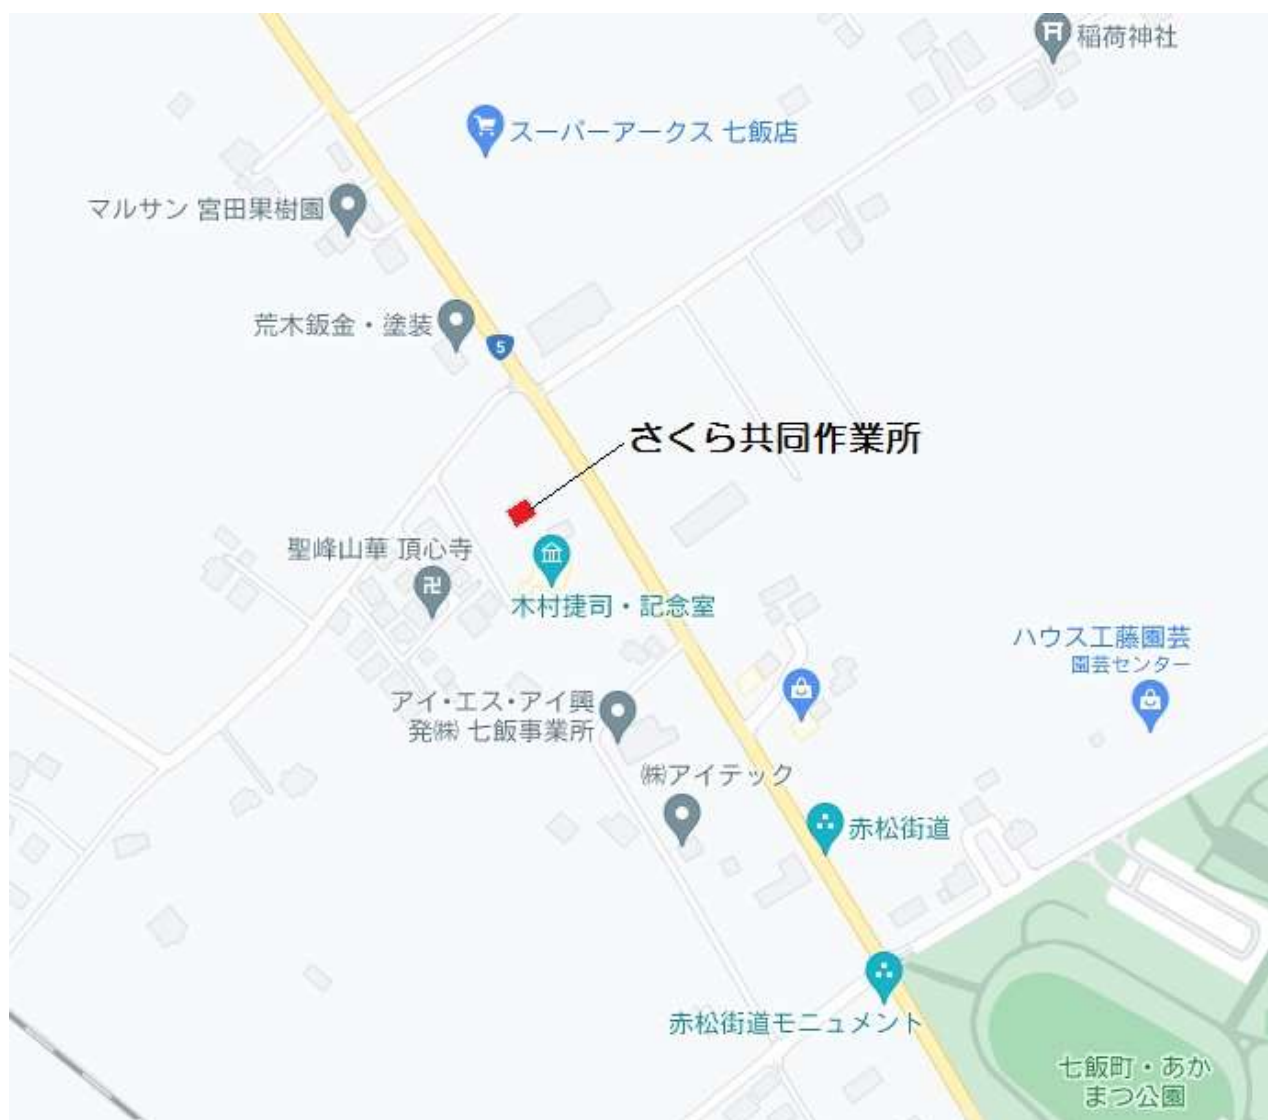 稲荷神社
スーパーアークス 七飯店
マルサン 宮田果樹園
荒木鈑金・塗装
5
さくら共同作業所
聖峰山華 頂心寺
木村捷司・記念室
ハウス工藤園芸
園芸センター
アイ・エス・アイ興
発㈱ 七飯事業所
㈱アイテック
赤松街道
赤松街道モニュメント
七飯町・あか
まつ公園